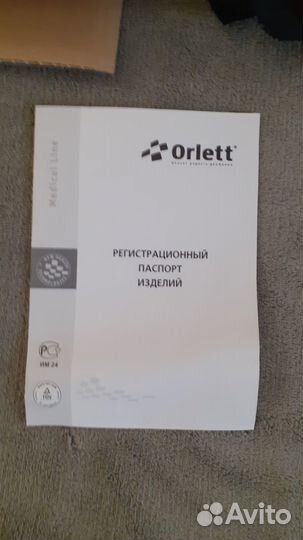 Medical Line
Orlett®
РЕГИСТРАЦИОННЫЙ
ПАСПОРТ
ИЗДЕЛИЙ
ИМ 24
Avito